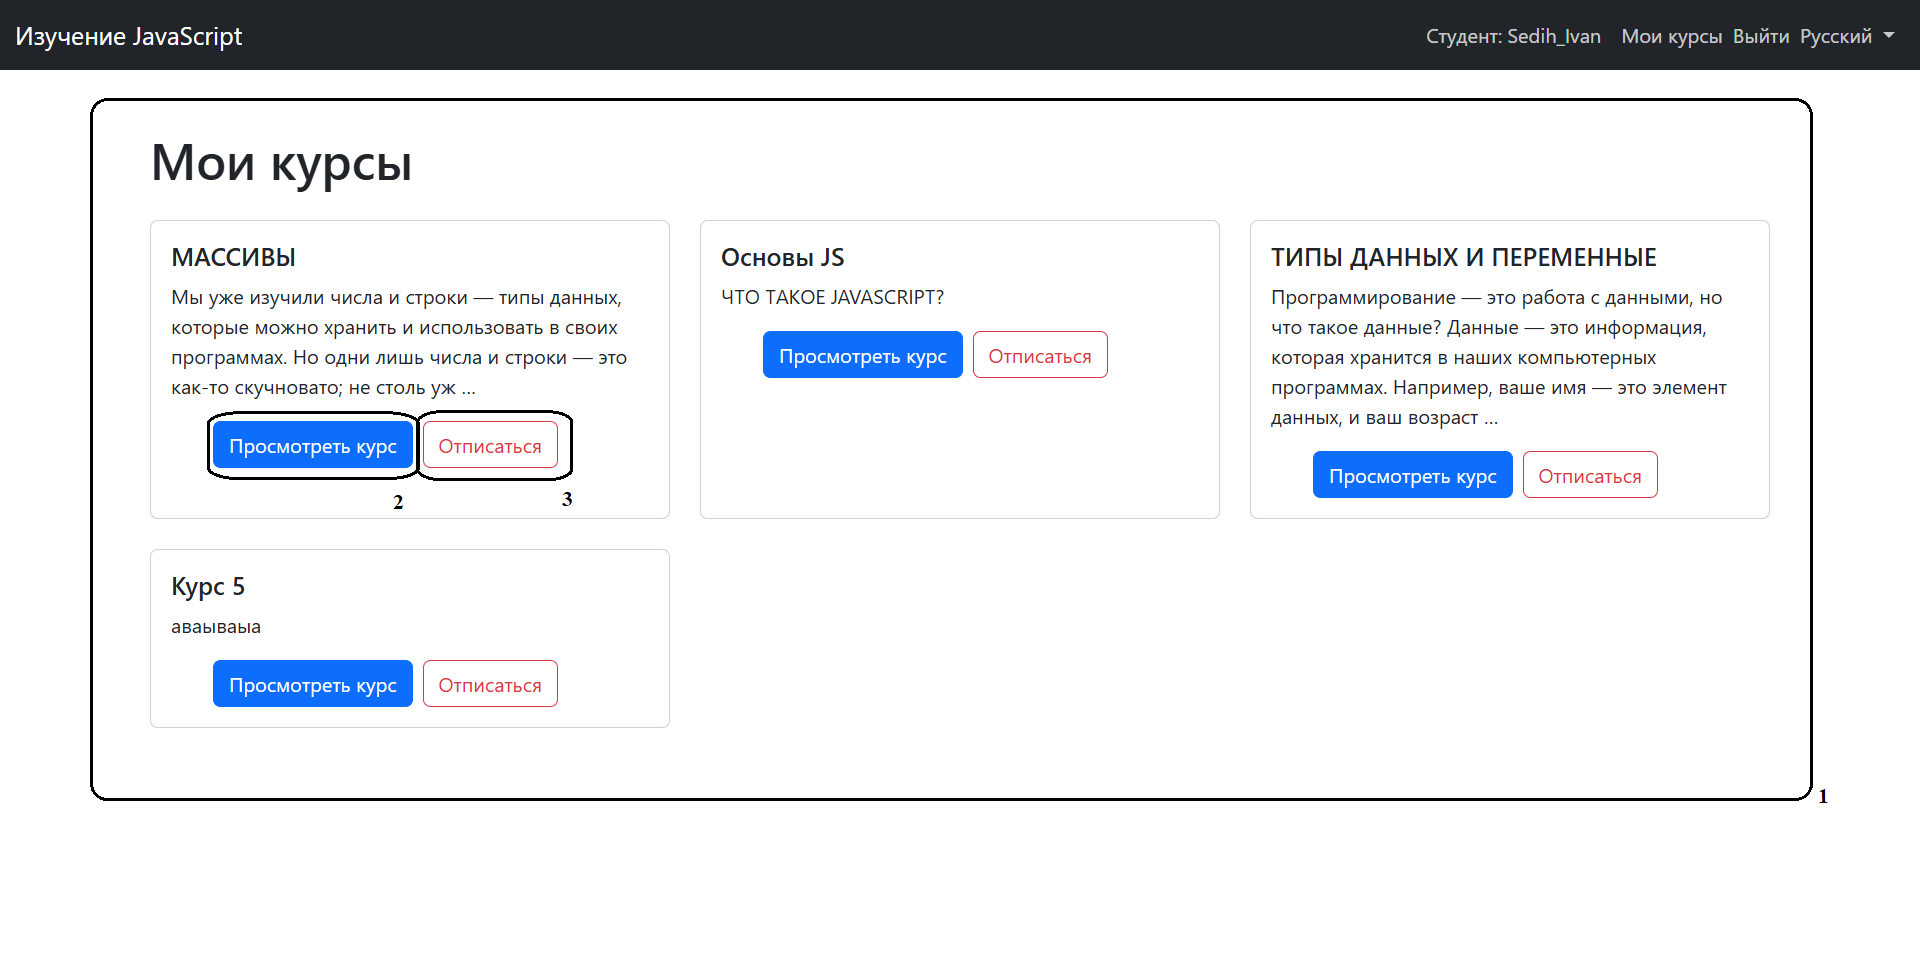 Изучение JavaScript
Студент: Sedih_Ivan Мои курсы Выйти Русский
Мои курсы
МАССИВЫ
Мы уже изучили числа и строки — типы данных,
которые можно хранить и использовать в своих
программах. Но одни лишь числа и строки — это
как-то скучновато; не столь уж ...
Просмотреть курс Отписаться
2 3
Основы JS
ЧТО ТАКОЕ JAVASCRIPT?
Просмотреть курс Отписаться
ТИПЫ ДАННЫХ И ПЕРЕМЕННЫЕ
Программирование — это работа с данными, но
что такое данные? Данные — это информация,
которая хранится в наших компьютерных
программах. Например, ваше имя — это элемент
данных, и ваш возраст ...
Просмотреть курс Отписаться
Курс 5
аваываыа
Просмотреть курс Отписаться
1